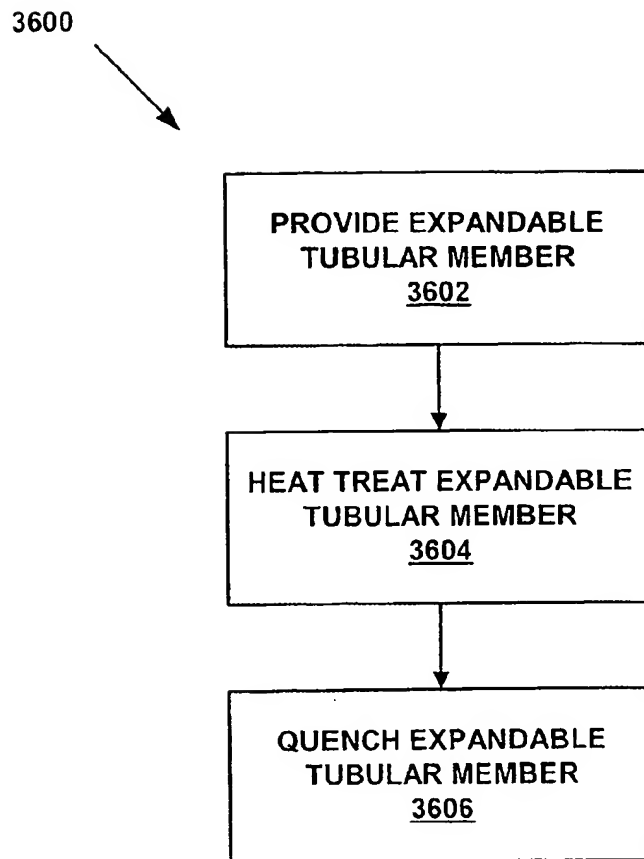 3600
PROVIDE EXPANDABLE
TUBULAR MEMBER
3602
HEAT TREAT EXPANDABLE
TUBULAR MEMBER
3604
QUENCH EXPANDABLE
TUBULAR MEMBER
3606